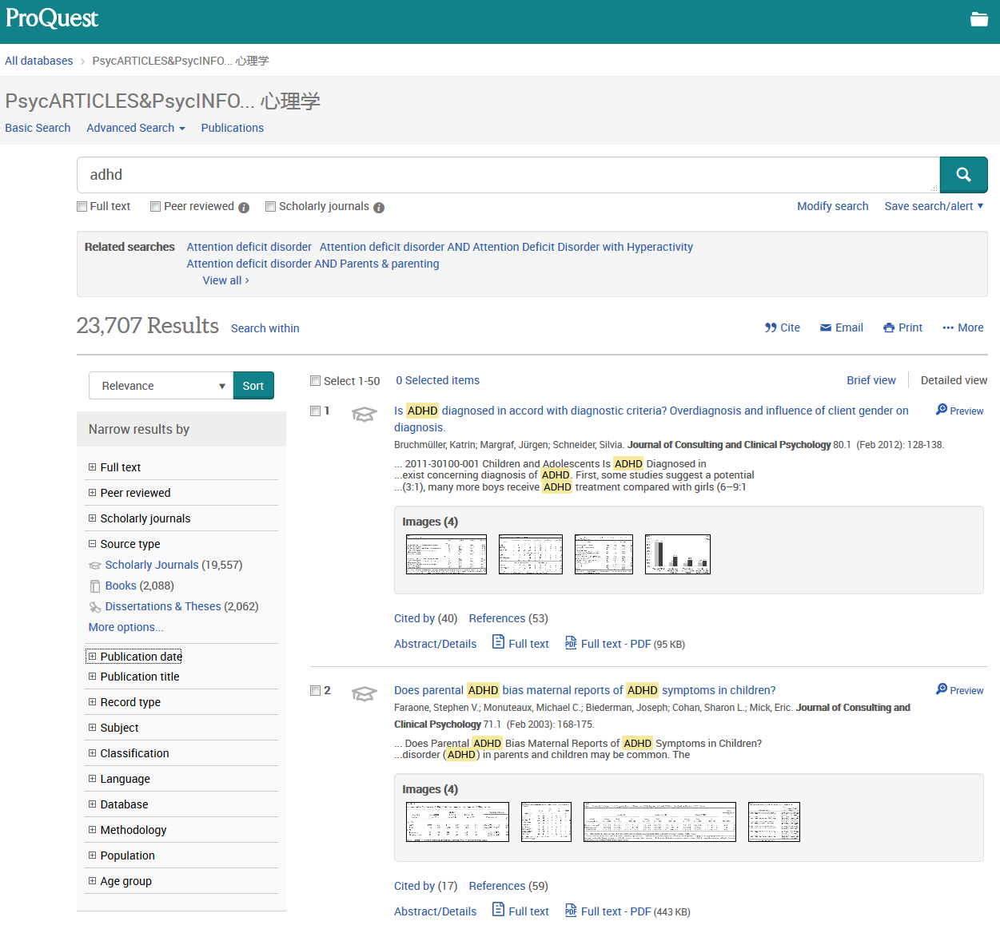 ProQuest
All databases > PsycARTICLES&PsycINFO... 心理学
PsycARTICLES&PsycINFO... 心理学
Basic Search Advanced Search Publications
adhd
Full text Peer reviewed Scholarly journals Modify search Save search/alert
Related searches Attention deficit disorder Attention deficit disorder AND Attention Deficit Disorder with Hyperactivity
Attention deficit disorder AND Parents & parenting
View all ›
23,707 Results Search within Cite Email Print More
Relevance Sort
Narrow results by
Full text
Peer reviewed
Scholarly journals
Source type
Scholarly Journals (19,557)
Books (2,088)
Dissertations & Theses (2,062)
More options...
Publication date
Publication title
Record type
Subject
Classification
Language
Database
Methodology
Population
Age group
Select 1-50 0 Selected items Brief view Detailed view
1 Is ADHD diagnosed in accord with diagnostic criteria? Overdiagnosis and influence of client gender on Preview
diagnosis.
Bruchmüller, Katrin; Margraf, Jürgen; Schneider, Silvia. Journal of Consulting and Clinical Psychology 80.1 (Feb 2012): 128-138.
... 2011-30100-001 Children and Adolescents Is ADHD Diagnosed in
...exist concerning diagnosis of ADHD. First, some studies suggest a potential
...(3:1), many more boys receive ADHD treatment compared with girls (6–9:1
Images (4)
Cited by (40) References (53)
Abstract/Details Full text PDF Full text - PDF (95 KB)
2 Does parental ADHD bias maternal reports of ADHD symptoms in children? Preview
Faraone, Stephen V.; Monuteaux, Michael C.; Biederman, Joseph; Cohan, Sharon L.; Mick, Eric. Journal of Consulting and
Clinical Psychology 71.1 (Feb 2003): 168-175.
... Does Parental ADHD Bias Maternal Reports of ADHD Symptoms in Children?
...disorder (ADHD) in parents and children may be common. The
Images (4)
Cited by (17) References (59)
Abstract/Details Full text PDF Full text - PDF (443 KB)